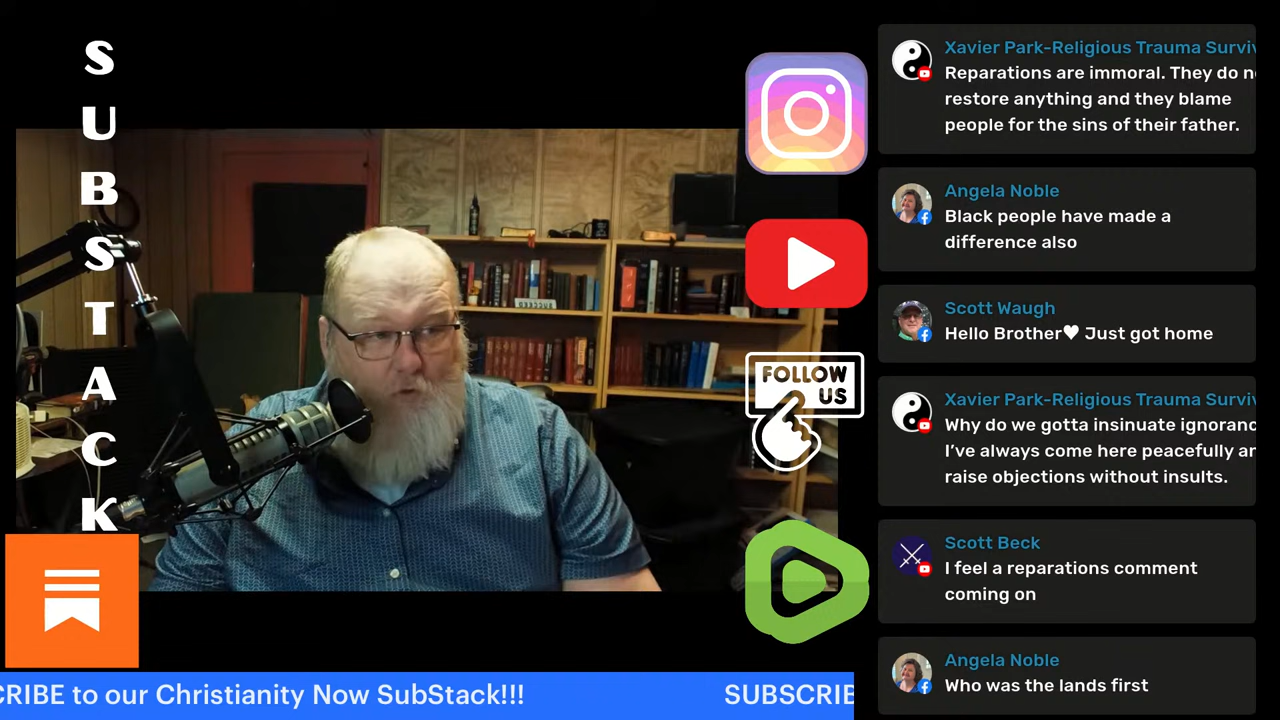 S
U
B
S
T
A
C
K
SUCCEED
FOLLOW
US
CRIBE to our Christianity Now SubStack!!!
SUBSCRIB
Xavier Park-Religious Trauma Surviv
Reparations are immoral. They do n
restore anything and they blame
people for the sins of their father.
Angela Noble
Black people have made a
difference also
Scott Waugh
Hello Brother♥ Just got home
Xavier Park-Religious Trauma Surviv
Why do we gotta insinuate ignoranc
I’ve always come here peacefully an
raise objections without insults.
Scott Beck
I feel a reparations comment
coming on
Angela Noble
Who was the lands first